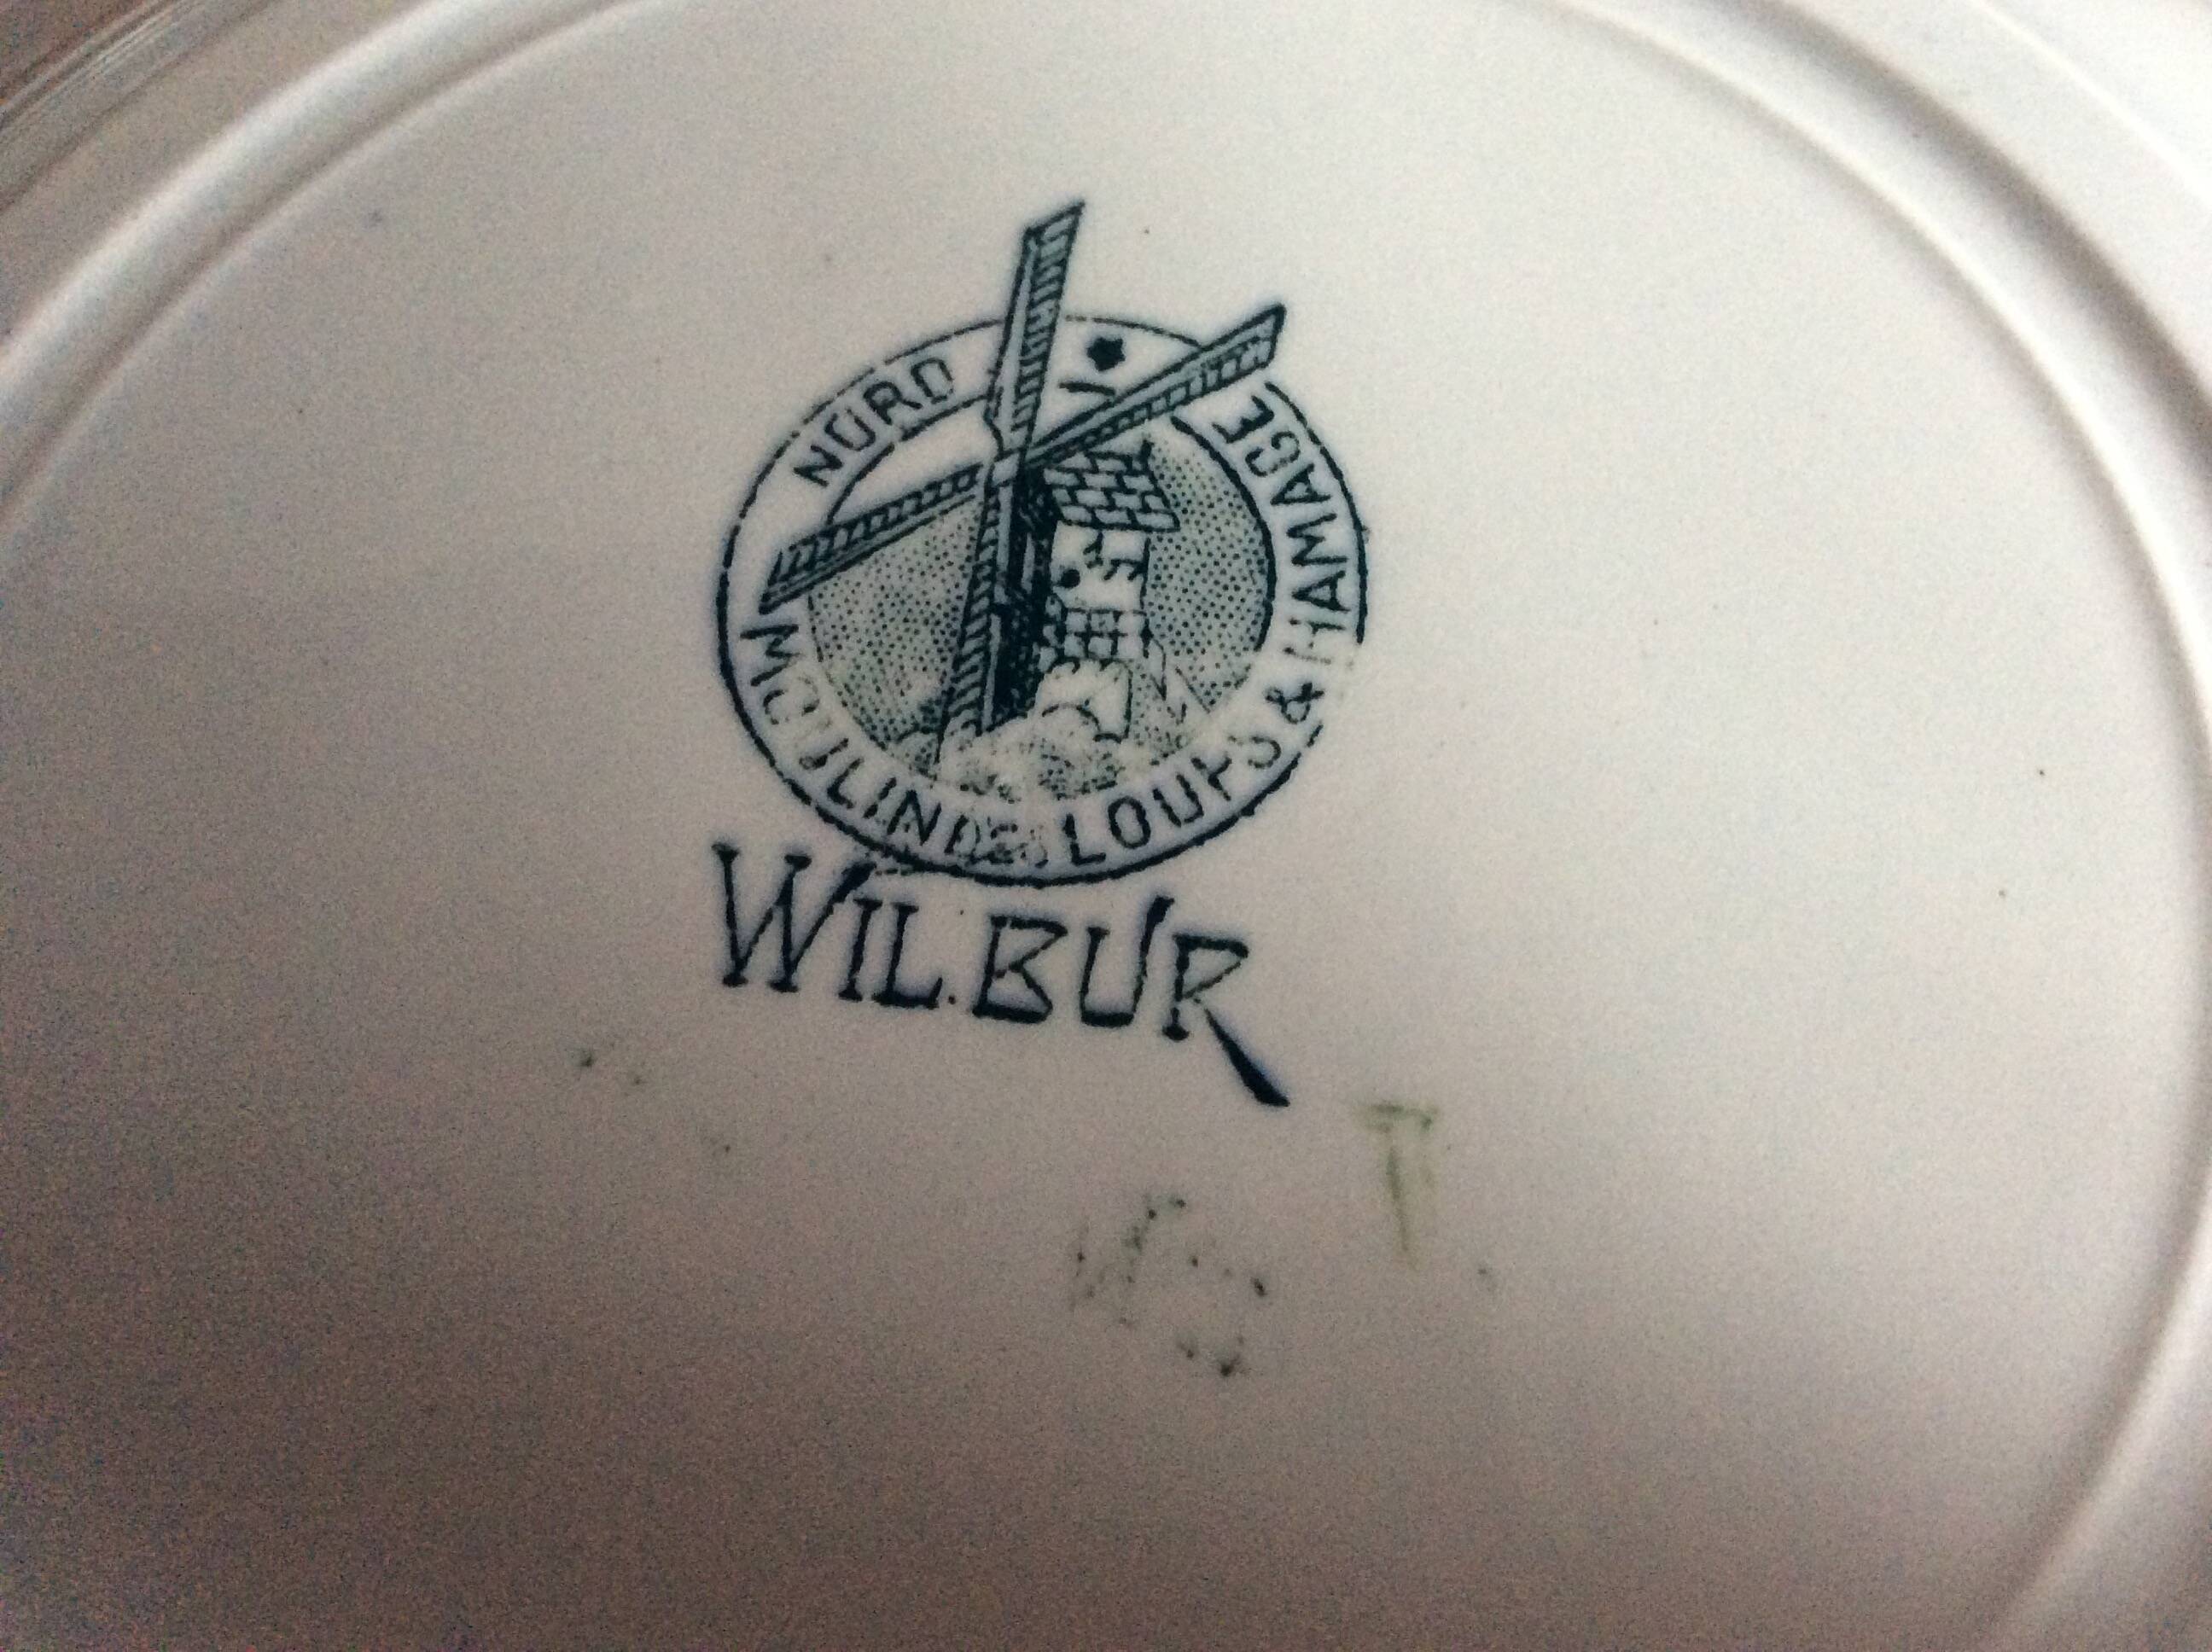 NORD
MOULIN DES LOUPS & HAMAGE
WILBUR
T